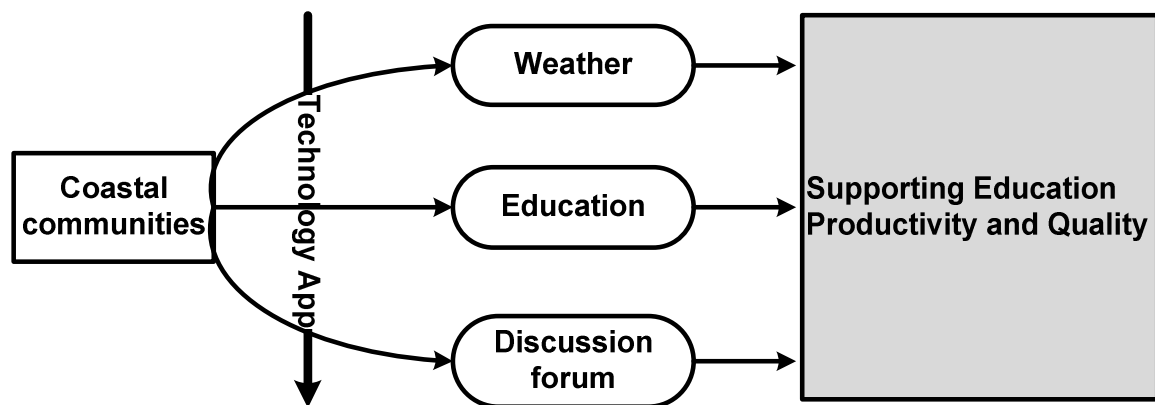 Coastal
communities
Technology App
Weather
Education
Discussion
forum
Supporting Education
Productivity and Quality